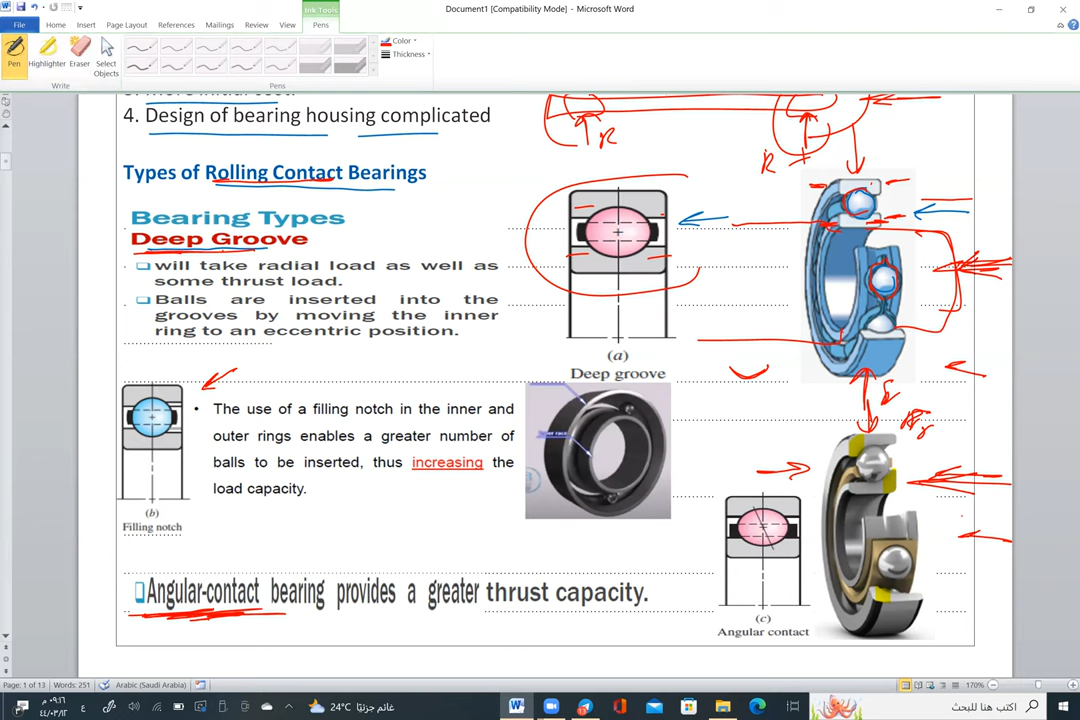 Document1 [Compatibility Mode] - Microsoft Word
Ink Tools
File Home Insert Page Layout References Mailings Review View Pens
Pen Highlighter Eraser Select Objects
Color
Thickness
Write Pens
4. Design of bearing housing complicated
R
R
Types of Rolling Contact Bearings
Bearing Types
Deep Groove
will take radial load as well as
some thrust load.
Balls are inserted into the
grooves by moving the inner
ring to an eccentric position.
(a)
Deep groove
The use of a filling notch in the inner and
outer rings enables a greater number of
balls to be inserted, thus increasing the
load capacity.
(b)
Filling notch
Angular-contact bearing provides a greater thrust capacity.
(c)
Angular contact
Page: 1 of 13 Words: 251 Arabic (Saudi Arabia) 170%
24°C غائم جزئيًا
اكتب هنا للبحث